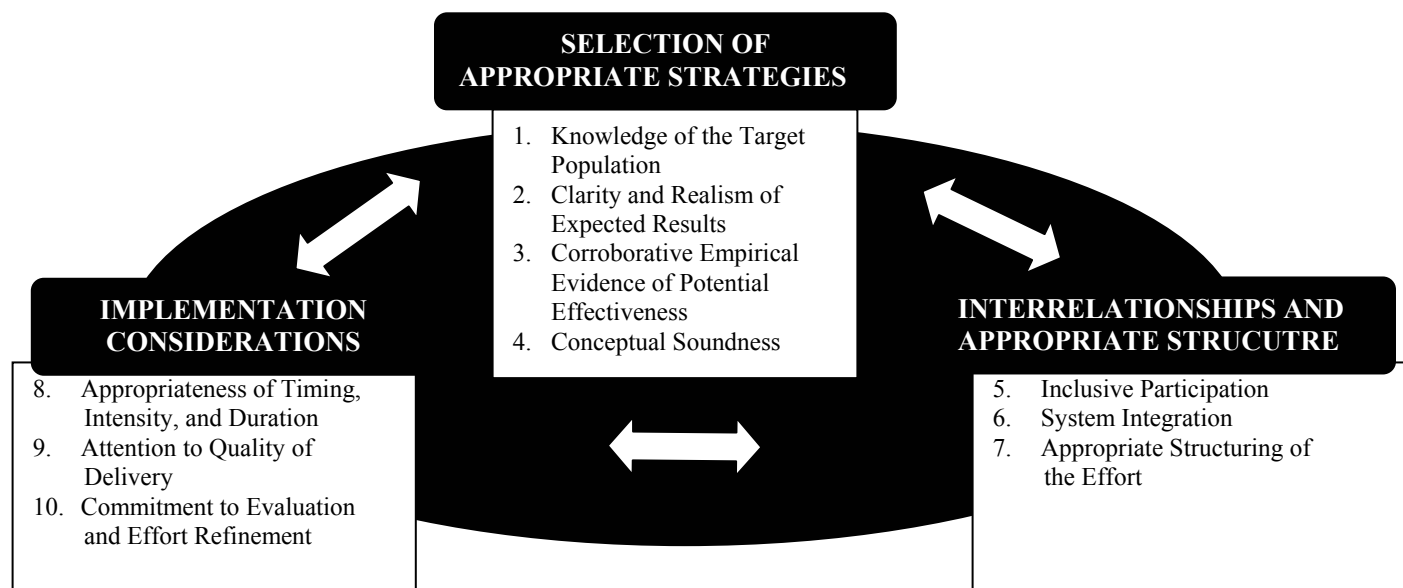 SELECTION OF
APPROPRIATE STRATEGIES
1. Knowledge of the Target
Population
2. Clarity and Realism of
Expected Results
3. Corroborative Empirical
Evidence of Potential
Effectiveness
4. Conceptual Soundness
INTERRELATIONSHIPS AND
APPROPRIATE STRUCUTRE
5. Inclusive Participation
6. System Integration
7. Appropriate Structuring of
the Effort
IMPLEMENTATION
CONSIDERATIONS
8. Appropriateness of Timing,
Intensity, and Duration
9. Attention to Quality of
Delivery
10. Commitment to Evaluation
and Effort Refinement